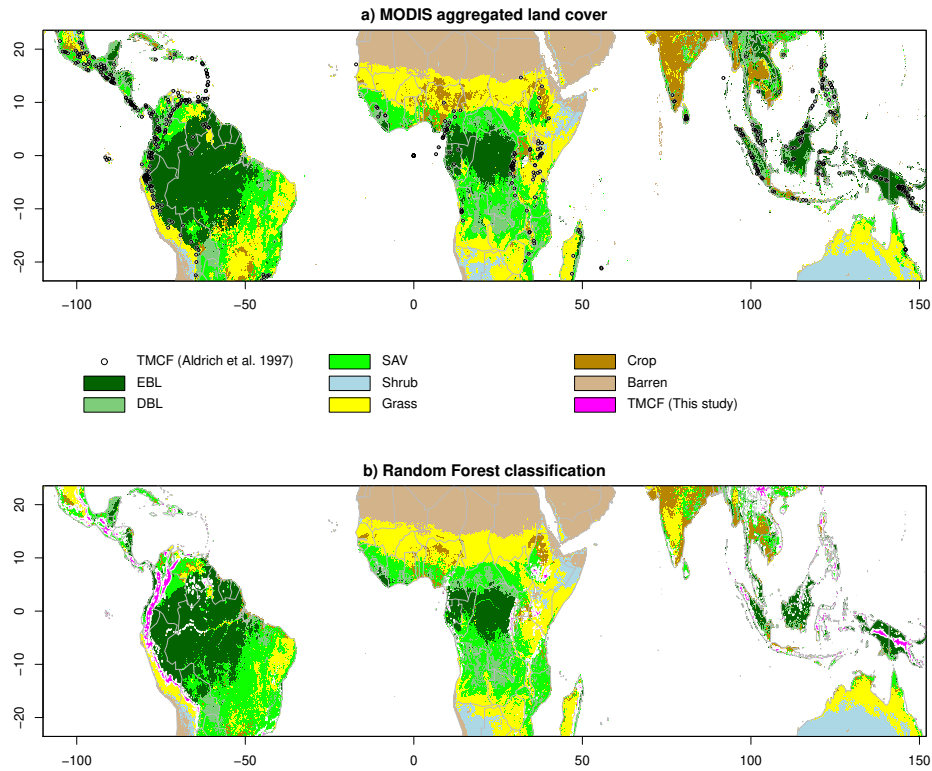 a) MODIS aggregated land cover
20
10
0
−10
−20
−100 −50 0 50 100 150
TMCF (Aldrich et al. 1997) SAV Crop
EBL Shrub Barren
DBL Grass TMCF (This study)
b) Random Forest classification
20
10
0
−10
−20
−100 −50 0 50 100 150